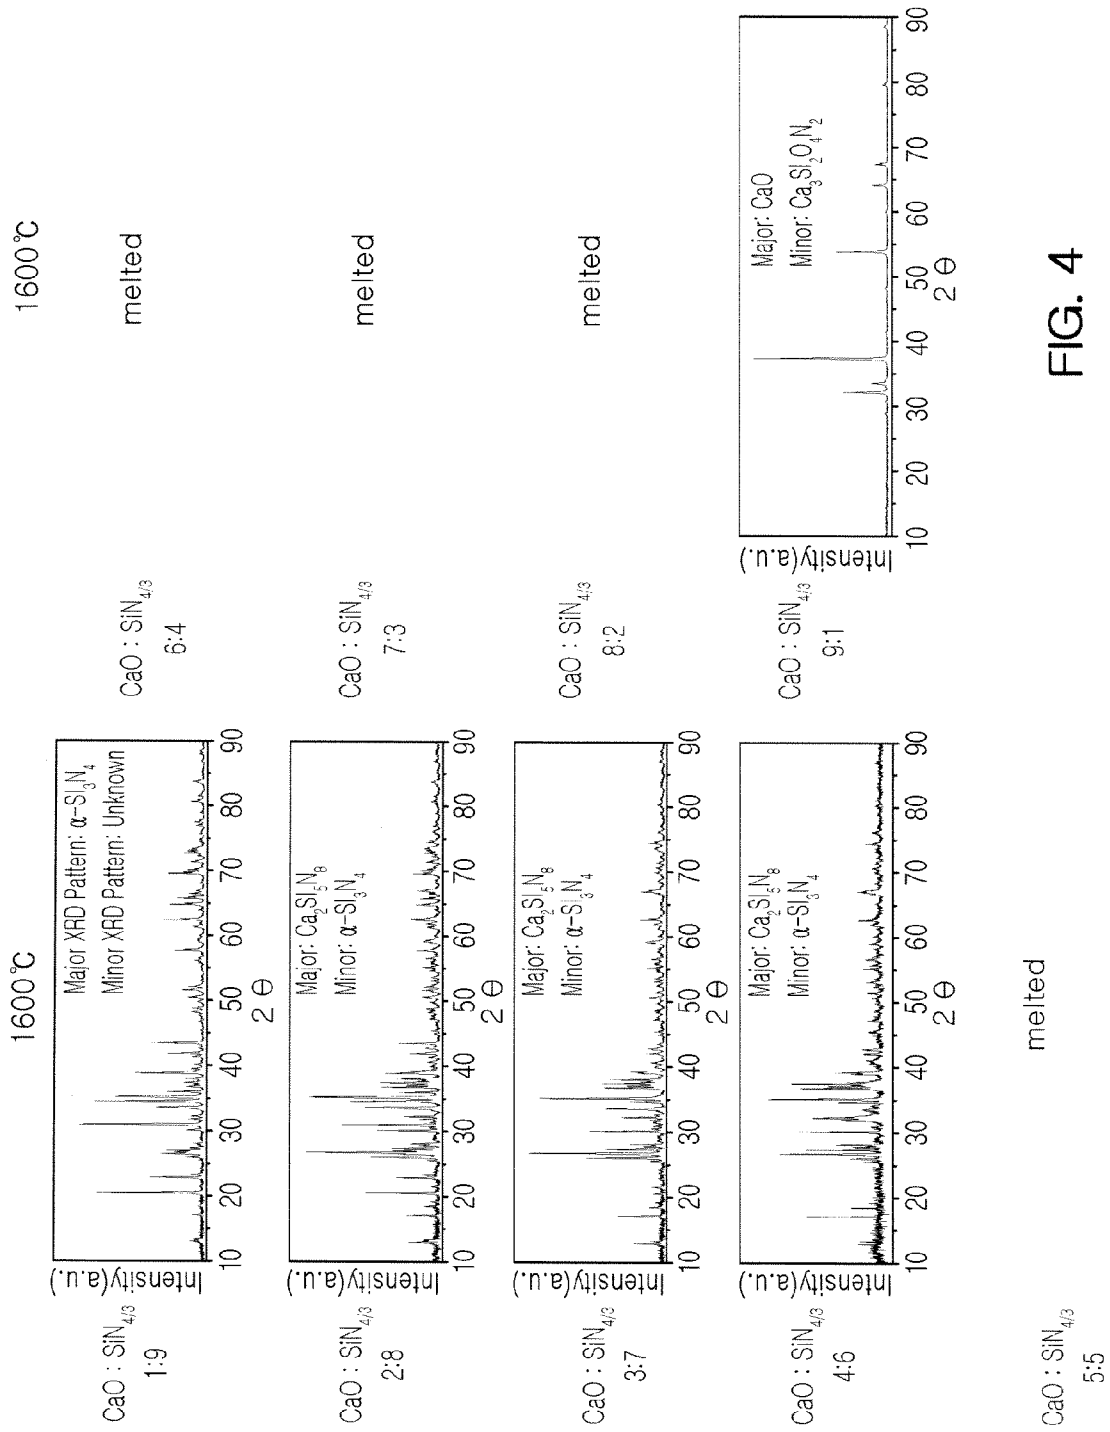 1600℃
CaO : SiN4/3
1:9
Intensity(a.u.)
Major XRD Pattern: α-Si3N4
Minor XRD Pattern: Unknown
10 20 30 40 50 60 70 80 90
2 Θ
CaO : SiN4/3
2:8
Intensity(a.u.)
Major: Ca2Si5N8
Minor: α-Si3N4
10 20 30 40 50 60 70 80 90
2 Θ
CaO : SiN4/3
3:7
Intensity(a.u.)
Major: Ca2Si5N8
Minor: α-Si3N4
10 20 30 40 50 60 70 80 90
2 Θ
CaO : SiN4/3
4:6
Intensity(a.u.)
Major: Ca2Si5N8
Minor: α-Si3N4
10 20 30 40 50 60 70 80 90
2 Θ
CaO : SiN4/3
5:5
melted
1600℃
CaO : SiN4/3
6:4
melted
CaO : SiN4/3
7:3
melted
CaO : SiN4/3
8:2
melted
CaO : SiN4/3
9:1
Intensity(a.u.)
Major: CaO
Minor: Ca3Si2O4N2
10 20 30 40 50 60 70 80 90
2 Θ
FIG. 4